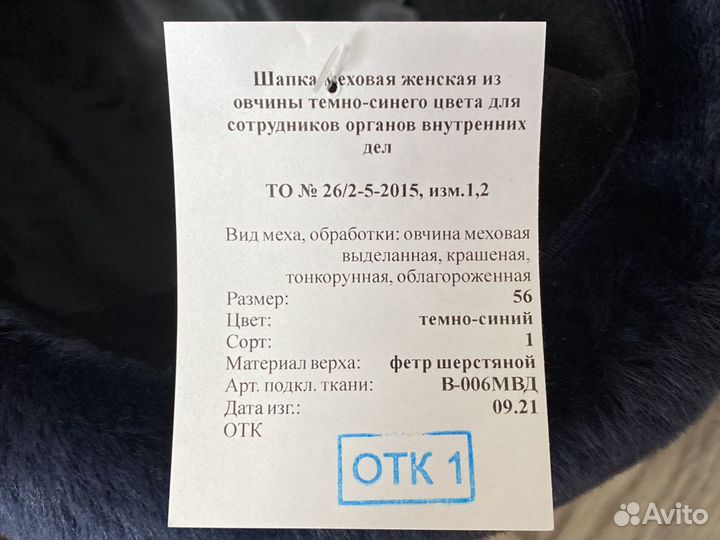 Шапка меховая женская из
овчины темно-синего цвета для
сотрудников органов внутренних
дел
ТО № 26/2-5-2015, изм.1,2
Вид меха, обработки: овчина меховая
выделанная, крашеная,
тонкорунная, облагороженная
Размер: 56
Цвет: темно-синий
Сорт: 1
Материал верха: фетр шерстяной
Арт. подкл. ткани: В-006МВД
Дата изг.: 09.21
ОТК
ОТК 1
Avito